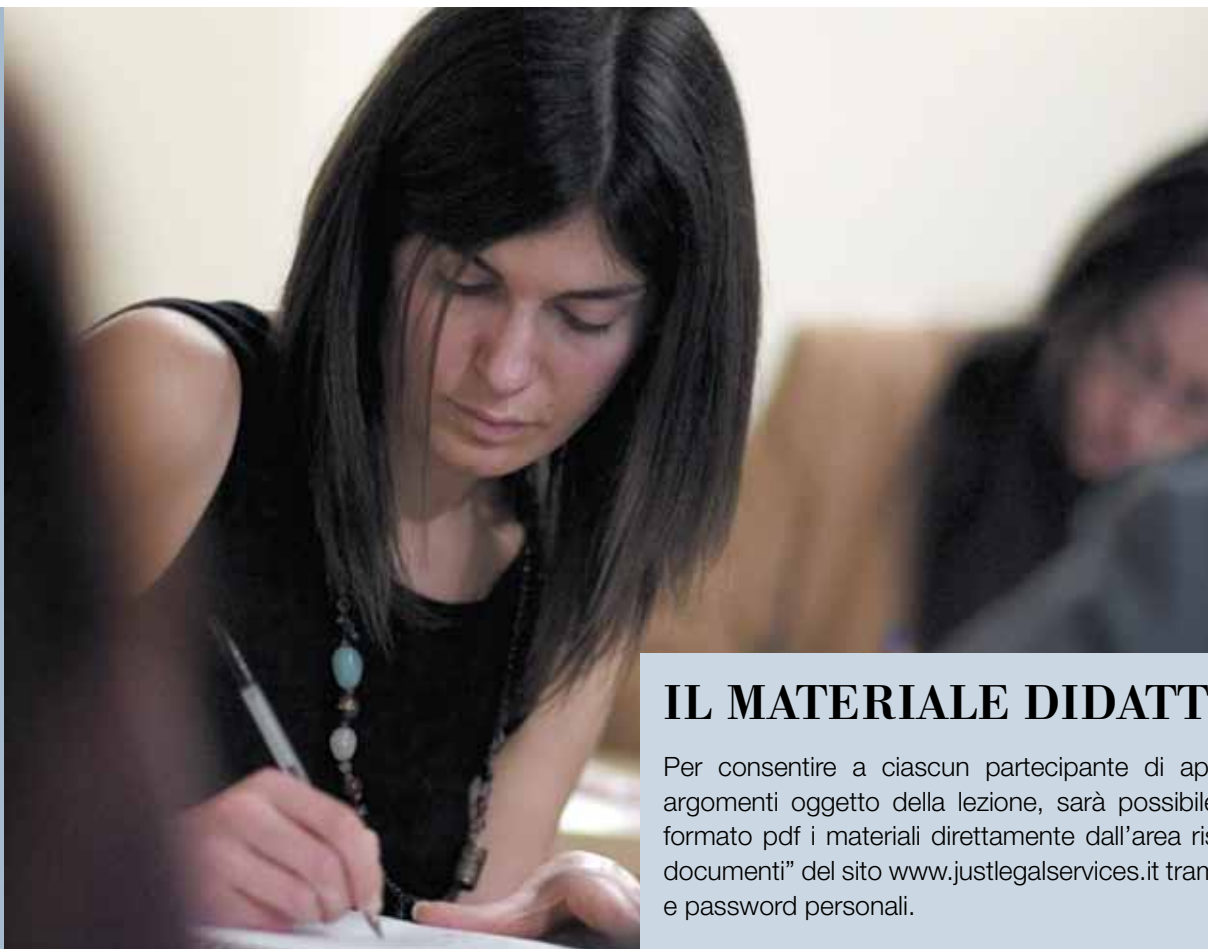 IL MATERIALE DIDATT
Per consentire a ciascun partecipante di ap
argomenti oggetto della lezione, sarà possibile
formato pdf i materiali direttamente dall'area ris
documenti” del sito www.justlegalservices.it tram
e password personali.